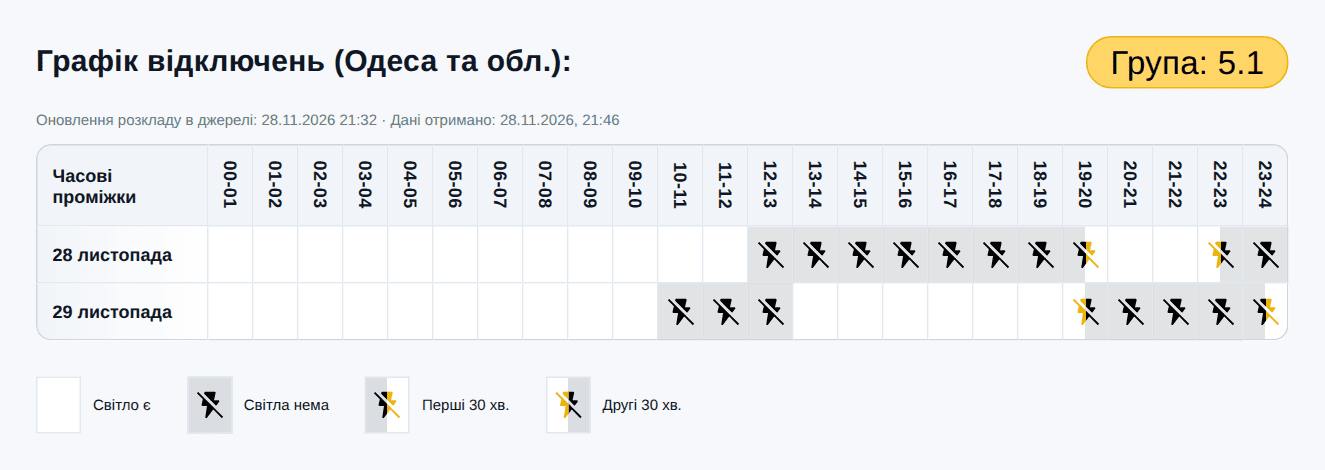 Графік відключень (Одеса та обл.):
Група: 5.1
Оновлення розкладу в джерелі: 28.11.2026 21:32 · Дані отримано: 28.11.2026, 21:46
Часові
проміжки
00-01 01-02 02-03 03-04 04-05 05-06 06-07 07-08 08-09 09-10 10-11 11-12 12-13 13-14 14-15 15-16 16-17 17-18 18-19 19-20 20-21 21-22 22-23 23-24
28 листопада
29 листопада
Світло є Світла нема Перші 30 хв. Другі 30 хв.